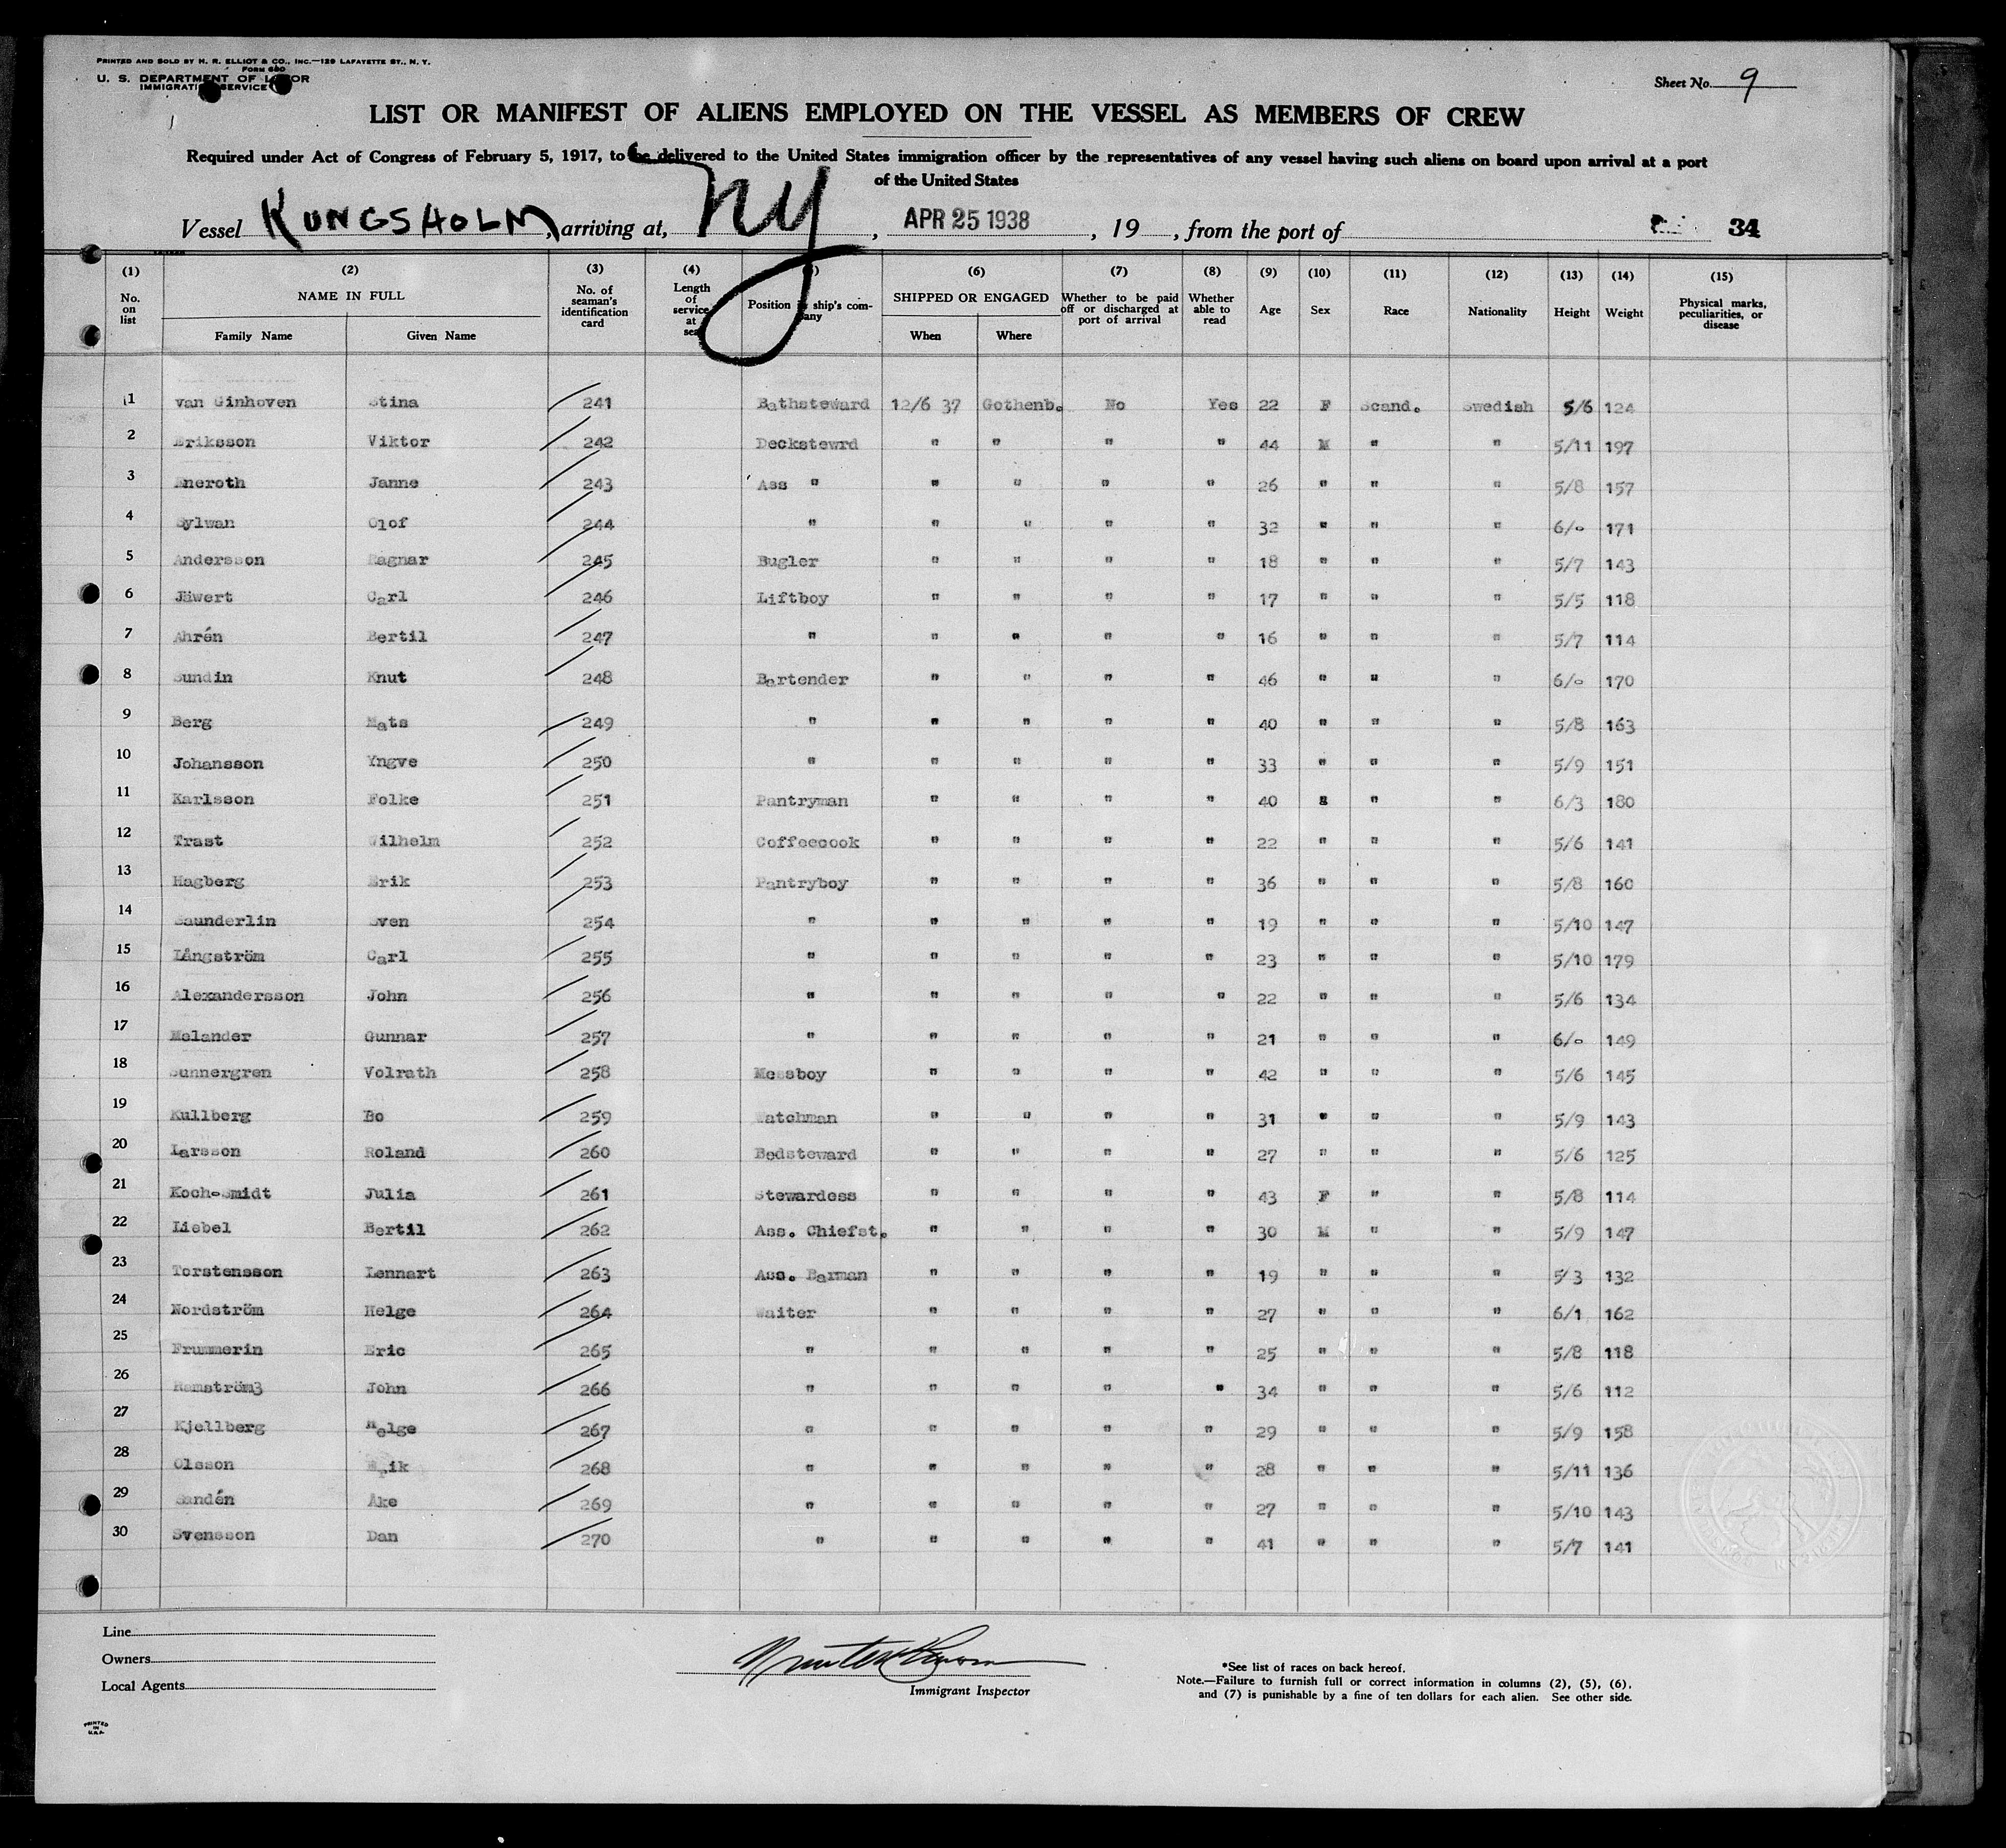 PRINTED AND SOLD BY H. R. ELLIOT & CO., INC.—129 LAFAYETTE ST., N. Y.
FORM 680
U. S. DEPARTMENT OF LABOR
IMMIGRATION SERVICE
Sheet No. 9
LIST OR MANIFEST OF ALIENS EMPLOYED ON THE VESSEL AS MEMBERS OF CREW
Required under Act of Congress of February 5, 1917, to be delivered to the United States immigration officer by the representatives of any vessel having such aliens on board upon arrival at a port
of the United States
Vessel KUNGSHOLM, arriving at, NY, APR 25 1938, 19 , from the port of 34
(1) (2) (3) (4) (5) (6) (7) (8) (9) (10) (11) (12) (13) (14) (15)
No. on list NAME IN FULL Family Name Given Name No. of seaman's identification card Length of service at sea Position in ship's company SHIPPED OR ENGAGED When Where Whether to be paid off or discharged at port of arrival Whether able to read Age Sex Race Nationality Height Weight Physical marks, peculiarities, or disease
1 van Ginhoven Stina 241 Bathsteward 12/6 37 Gothenb. No Yes 22 F Scand. Swedish 5/6 124
2 Eriksson Viktor 242 Deckstewrd " " " " 44 M " " 5/11 197
3 Eneroth Janne 243 Ass " " " " " 26 " " " 5/8 157
4 Sylwan Olof 244 " " " " " 32 " " " 6/0 171
5 Andersson Ragnar 245 Bugler " " " " 18 " " " 5/7 143
6 Jäwert Carl 246 Liftboy " " " " 17 " " " 5/5 118
7 Ahrén Bertil 247 " " " " " 16 " " " 5/7 114
8 Sundin Knut 248 Bartender " " " " 46 " " " 6/0 170
9 Berg Mats 249 " " " " " 40 " " " 5/8 163
10 Johansson Yngve 250 " " " " " 33 " " " 5/9 151
11 Karlsson Folke 251 Pantryman " " " " 40 " " " 6/3 180
12 Trast Wilhelm 252 Coffeecook " " " " 22 " " " 5/6 141
13 Hagberg Erik 253 Pantryboy " " " " 36 " " " 5/8 160
14 Saunderlin Sven 254 " " " " " 19 " " " 5/10 147
15 Långström Carl 255 " " " " " 23 " " " 5/10 179
16 Alexandersson John 256 " " " " " 22 " " " 5/6 134
17 Melander Gunnar 257 " " " " " 21 " " " 6/0 149
18 Sunnergren Volrath 258 Messboy " " " " 42 " " " 5/6 145
19 Kullberg Bo 259 Watchman " " " " 31 " " " 5/9 143
20 Larsson Roland 260 Bedsteward " " " " 27 " " " 5/6 125
21 Koch-Smidt Julia 261 Stewardess " " " " 43 F " " 5/8 114
22 Liebel Bertil 262 Ass. Chiefst. " " " " 30 M " " 5/9 147
23 Torstensson Lennart 263 Ass. Barman " " " " 19 " " " 5/3 132
24 Nordström Helge 264 Waiter " " " " 27 " " " 6/1 162
25 Frummerin Eric 265 " " " " " 25 " " " 5/8 118
26 Ramström3 John 266 " " " " " 34 " " " 5/6 112
27 Kjellberg Helge 267 " " " " " 29 " " " 5/9 158
28 Olsson Erik 268 " " " " " 28 " " " 5/11 136
29 Sandén Åke 269 " " " " " 27 " " " 5/10 143
30 Svensson Dan 270 " " " " " 41 " " " 5/7 141
Line
Owners
Local Agents
Immigrant Inspector
*See list of races on back hereof.
Note.—Failure to furnish full or correct information in columns (2), (5), (6), and (7) is punishable by a fine of ten dollars for each alien. See other side.
PRINTED IN U.S.A.